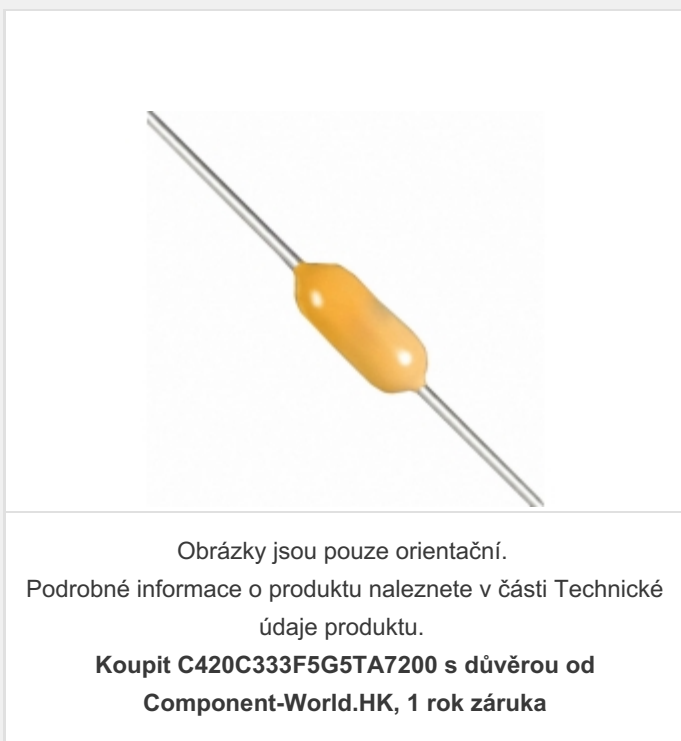 Obrázky jsou pouze orientační.
Podrobné informace o produktu naleznete v části Technické
údaje produktu.
Koupit C420C333F5G5TA7200 s důvěrou od
Component-World.HK, 1 rok záruka